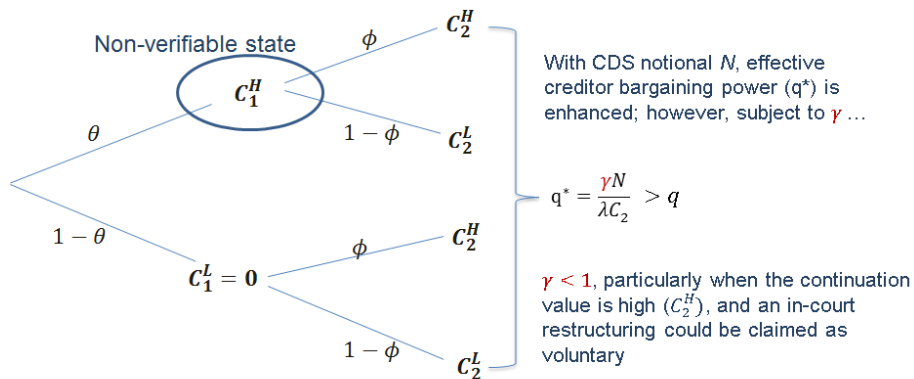 Non-verifiable state
ϕ
C₂ᴴ
C₁ᴴ
θ
1 − ϕ
C₂ᴸ
1 − θ
C₁ᴸ = 0
ϕ
C₂ᴴ
1 − ϕ
C₂ᴸ
With CDS notional N, effective
creditor bargaining power (q*) is
enhanced; however, subject to γ ...
q* = γN / λC₂ > q
γ < 1, particularly when the continuation
value is high (C₂ᴴ), and an in-court
restructuring could be claimed as
voluntary